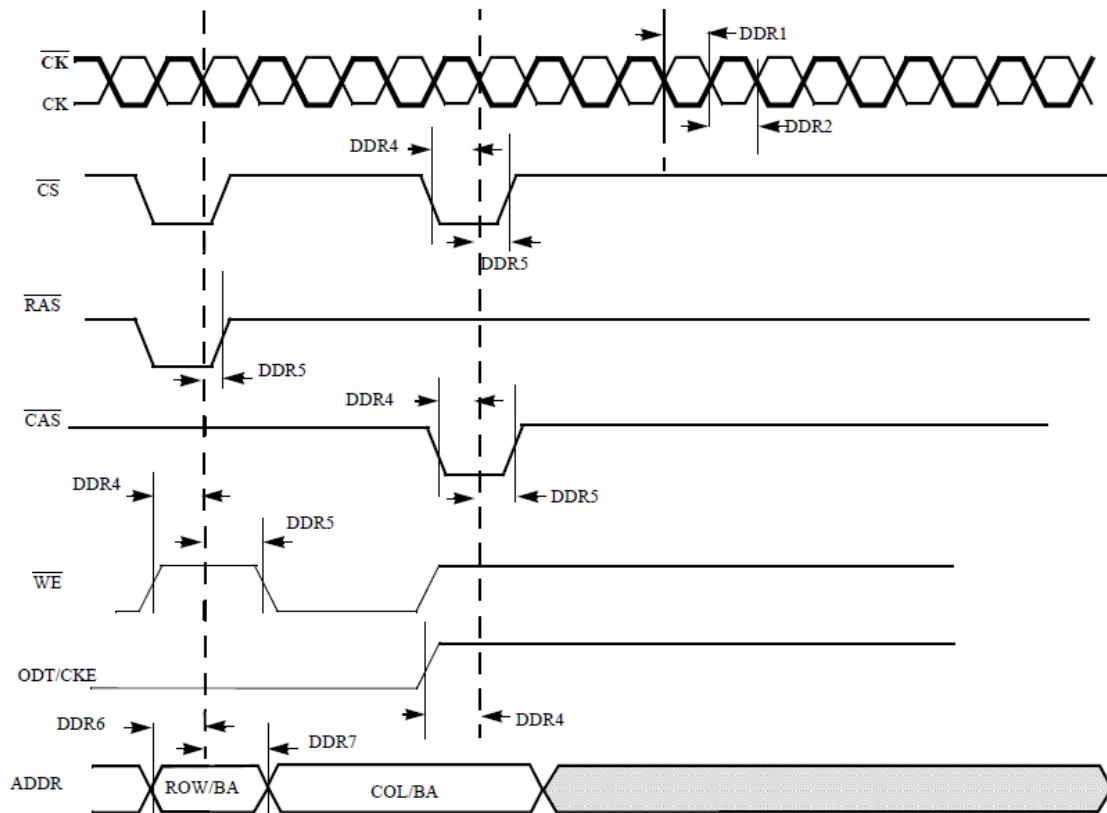 DDR1
CK
CK
DDR2
DDR4
CS
DDR5
RAS
DDR5
DDR4
CAS
DDR4
DDR5
DDR5
WE
ODT/CKE
DDR6
DDR4
DDR7
ADDR
ROW/BA
COL/BA